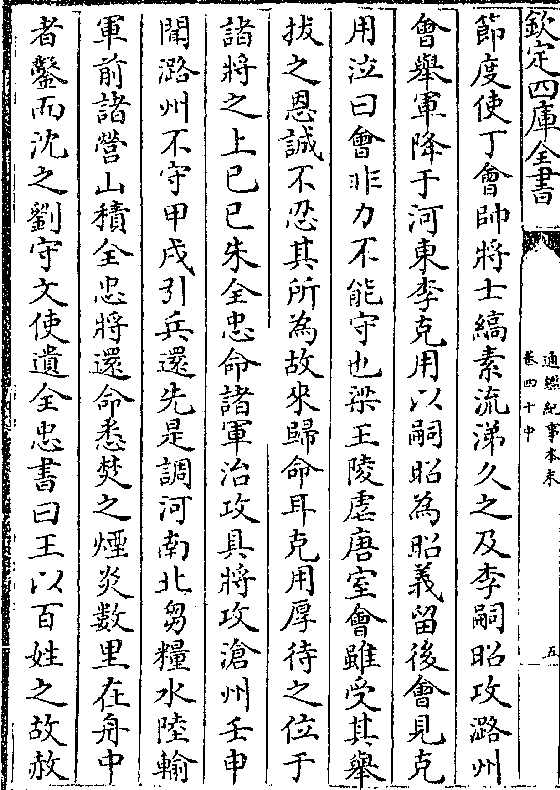 欽定四庫全書
通鑑紀事本末
卷四十中
五
節度使丁會帥將士縞素流涕久之及李嗣昭攻潞州
會舉軍降于河東李克用以嗣昭為昭義留後會見克
用泣曰會非力不能守也梁王陵虐唐室會雖受其舉
拔之恩誠不忍其所為故來歸命耳克用厚待之位于
諸將之上己巳朱全忠命諸軍治攻具將攻滄州壬申
聞潞州不守甲戌引兵還先是調河南北芻糧水陸輸
軍前諸營山積全忠將還命悉焚之煙炎數里在舟中
者鑿而沈之劉守文使遺全忠書曰王以百姓之故赦